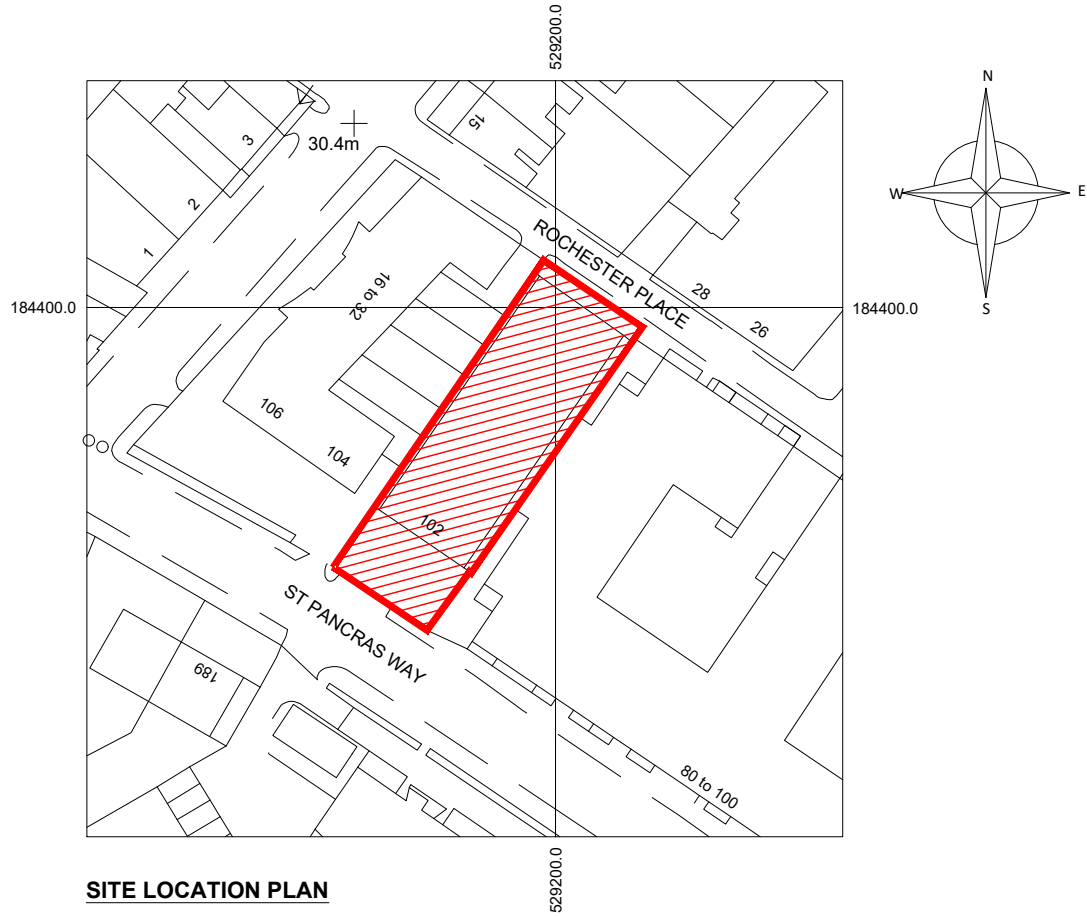 529200.0
N
W
E
S
3
2
1
30.4m
15
ROCHESTER PLACE
28
26
184400.0
184400.0
16 to 32
106
104
102
ST PANCRAS WAY
189
80 to 100
529200.0
SITE LOCATION PLAN